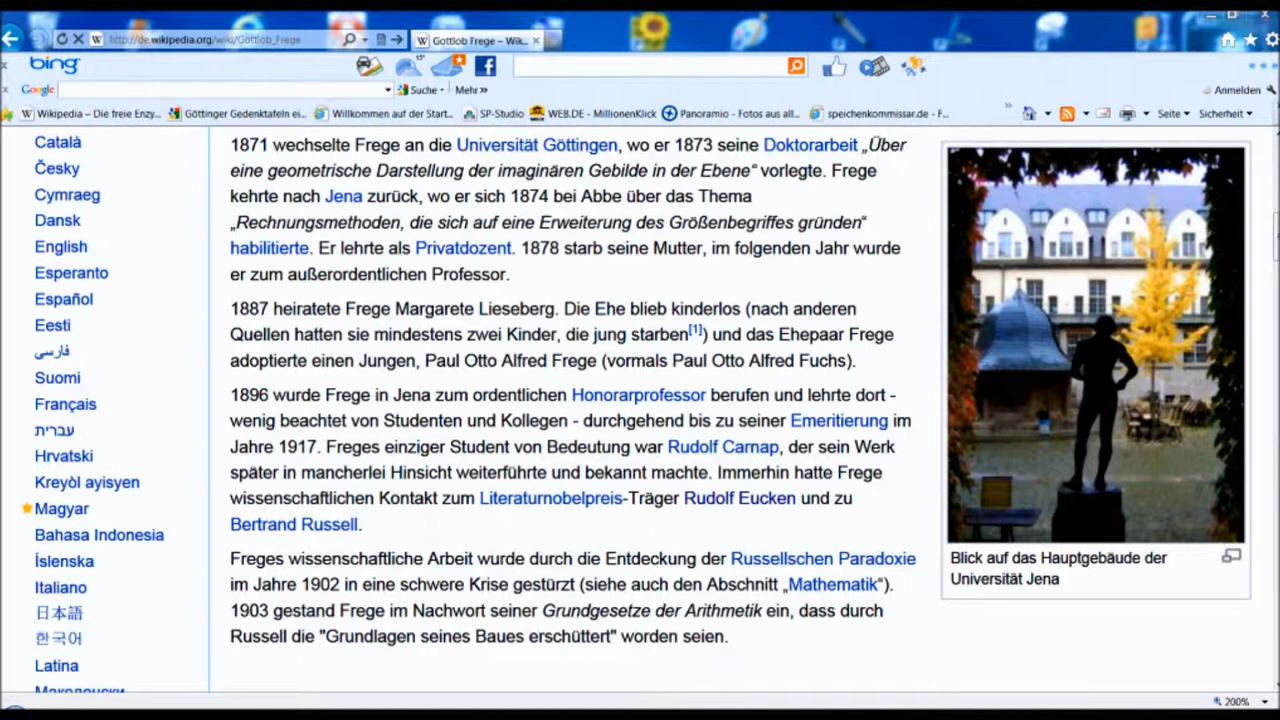 http://de.wikipedia.org/wiki/Gottlob_Frege
W Gottlob Frege – Wik...
bing
Google
Suche
Mehr »
Anmelden
Wikipedia – Die freie Enzy...
Göttinger Gedenktafeln ei...
Willkommen auf der Start...
SP-Studio
WEB.DE - MillionenKlick
Panoramio - Fotos aus all...
speichenkommissar.de - F...
Seite
Sicherheit
Català
Česky
Cymraeg
Dansk
English
Esperanto
Español
Eesti
فارسی
Suomi
Français
עברית
Hrvatski
Kreyòl ayisyen
Magyar
Bahasa Indonesia
Íslenska
Italiano
日本語
한국어
Latina
Македонски
1871 wechselte Frege an die Universität Göttingen, wo er 1873 seine Doktorarbeit „Über
eine geometrische Darstellung der imaginären Gebilde in der Ebene“ vorlegte. Frege
kehrte nach Jena zurück, wo er sich 1874 bei Abbe über das Thema
„Rechnungsmethoden, die sich auf eine Erweiterung des Größenbegriffes gründen“
habilitierte. Er lehrte als Privatdozent. 1878 starb seine Mutter, im folgenden Jahr wurde
er zum außerordentlichen Professor.
1887 heiratete Frege Margarete Lieseberg. Die Ehe blieb kinderlos (nach anderen
Quellen hatten sie mindestens zwei Kinder, die jung starben[1]) und das Ehepaar Frege
adoptierte einen Jungen, Paul Otto Alfred Frege (vormals Paul Otto Alfred Fuchs).
1896 wurde Frege in Jena zum ordentlichen Honorarprofessor berufen und lehrte dort -
wenig beachtet von Studenten und Kollegen - durchgehend bis zu seiner Emeritierung im
Jahre 1917. Freges einziger Student von Bedeutung war Rudolf Carnap, der sein Werk
später in mancherlei Hinsicht weiterführte und bekannt machte. Immerhin hatte Frege
wissenschaftlichen Kontakt zum Literaturnobelpreis-Träger Rudolf Eucken und zu
Bertrand Russell.
Freges wissenschaftliche Arbeit wurde durch die Entdeckung der Russellschen Paradoxie
im Jahre 1902 in eine schwere Krise gestürzt (siehe auch den Abschnitt „Mathematik“).
1903 gestand Frege im Nachwort seiner Grundgesetze der Arithmetik ein, dass durch
Russell die "Grundlagen seines Baues erschüttert" worden seien.
Blick auf das Hauptgebäude der
Universität Jena
200%